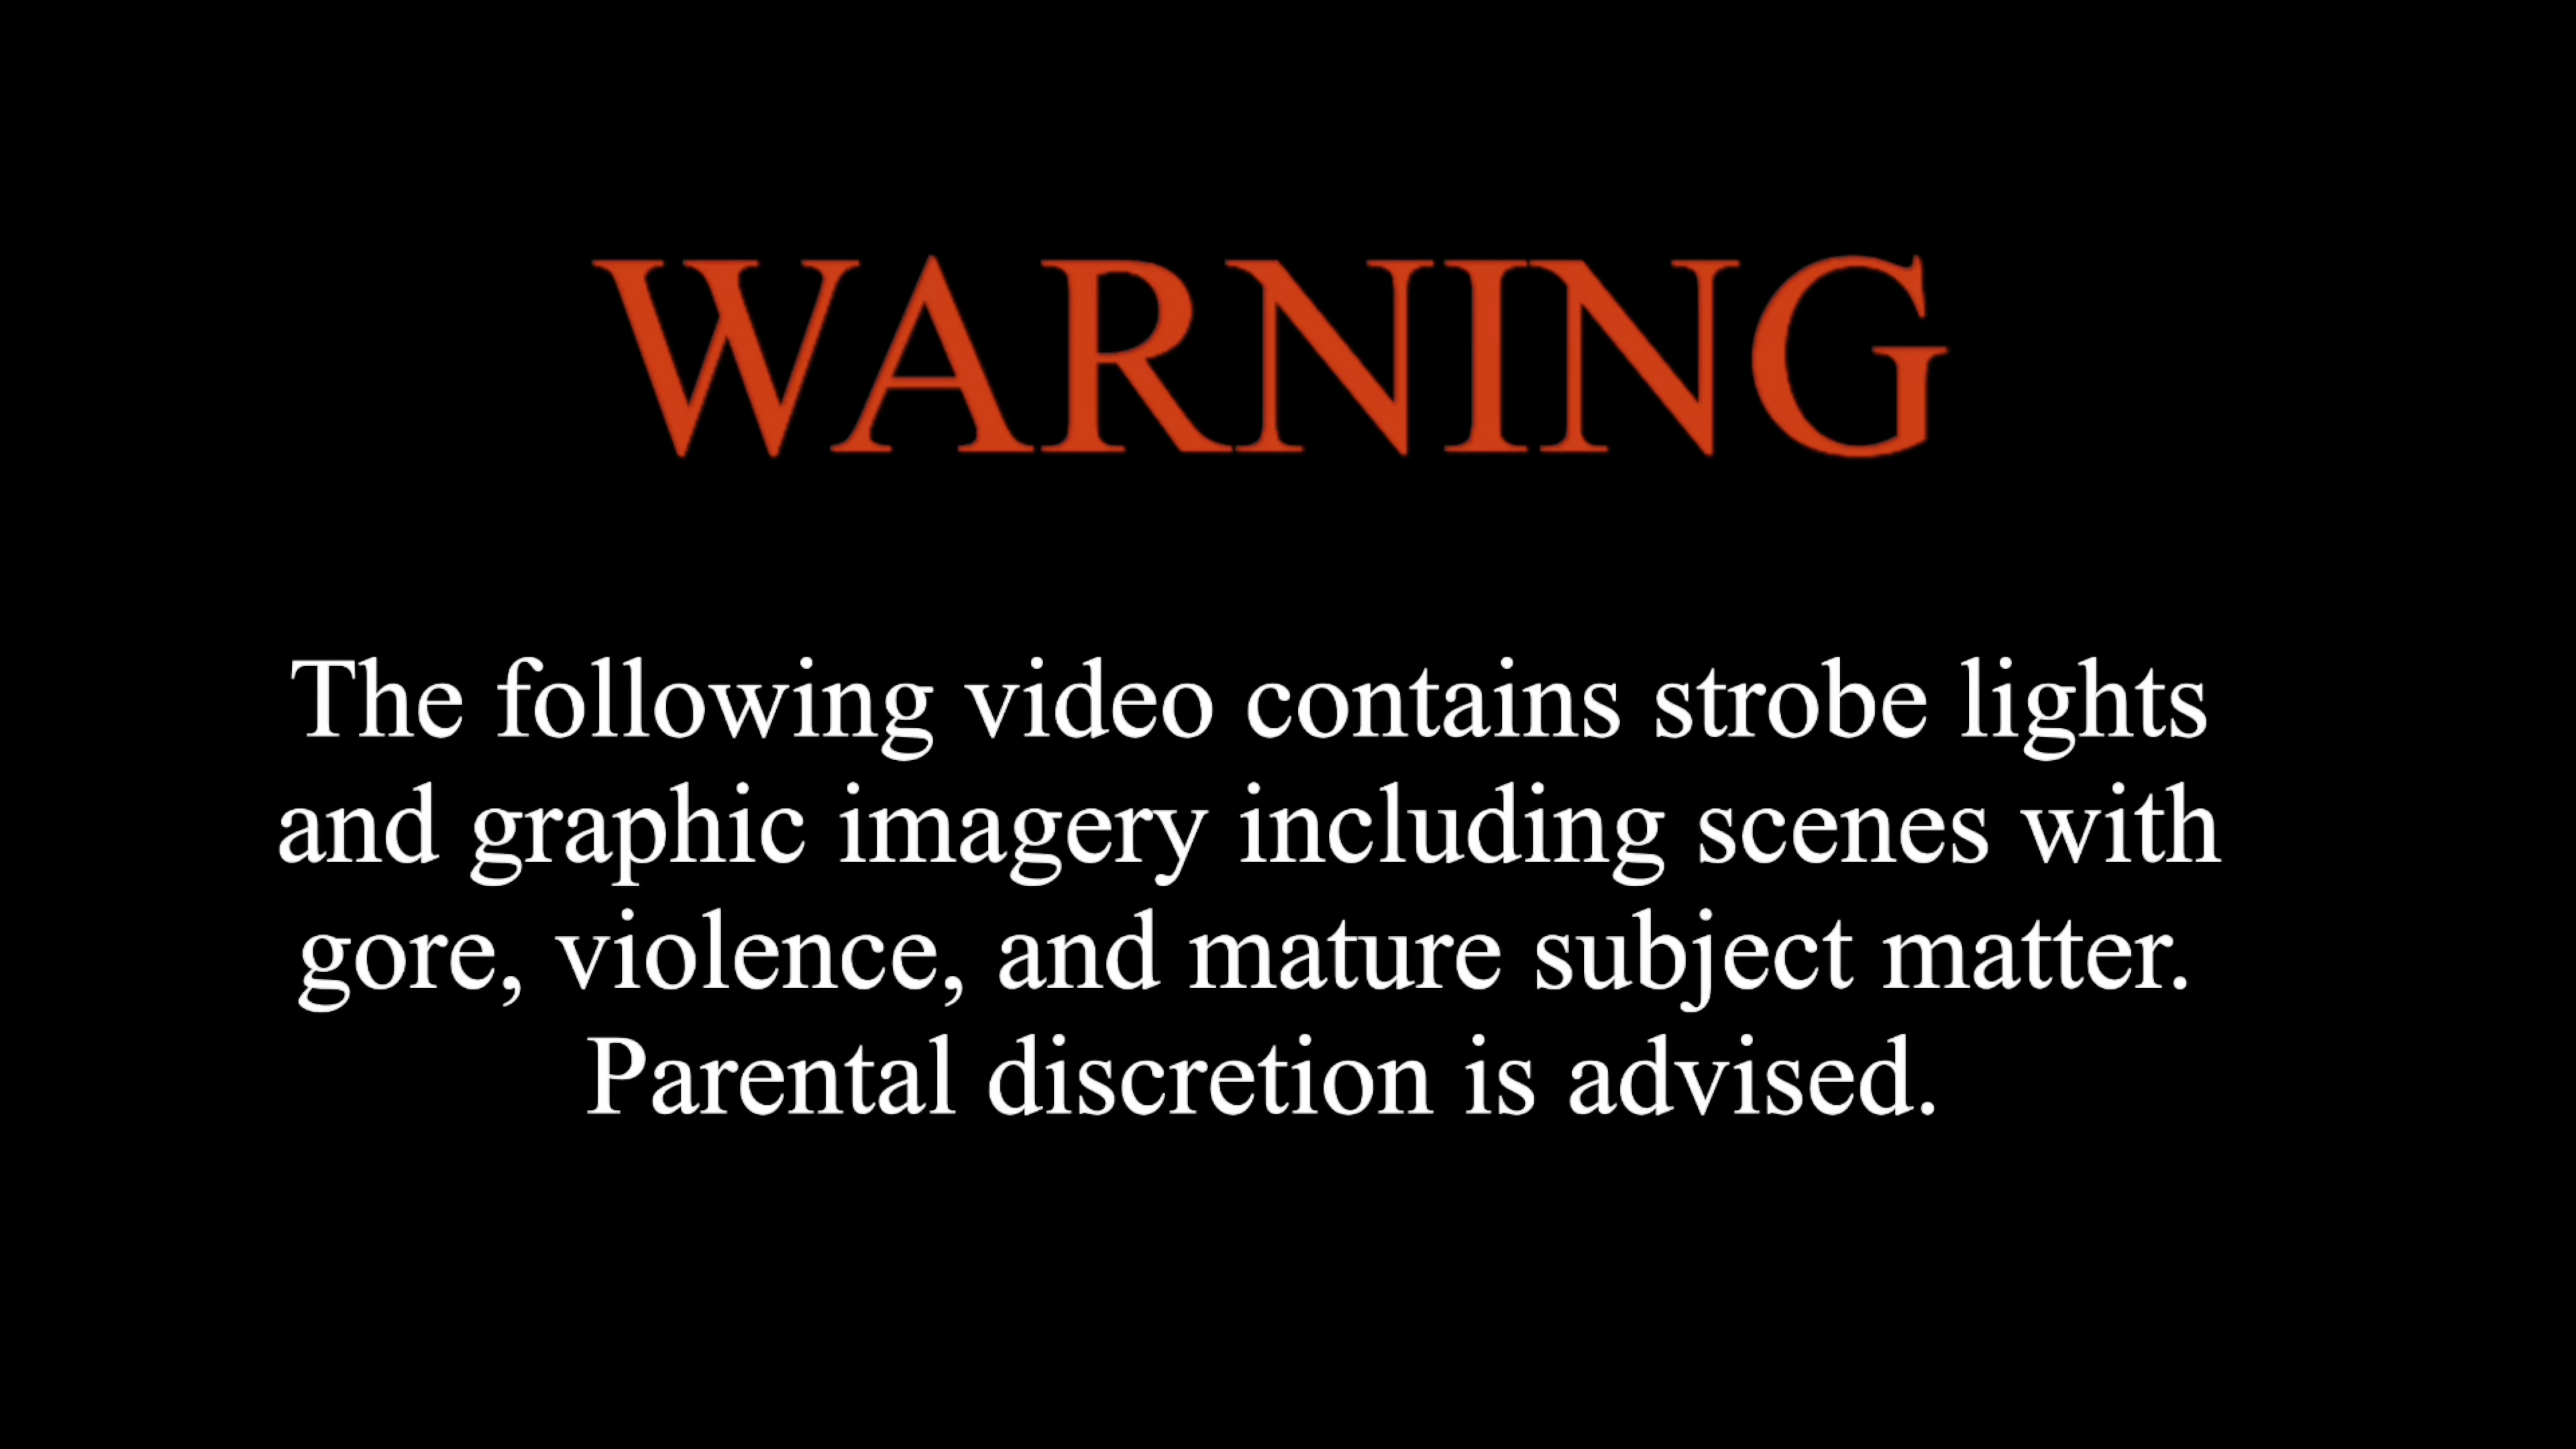 WARNING
The following video contains strobe lights
and graphic imagery including scenes with
gore, violence, and mature subject matter.
Parental discretion is advised.